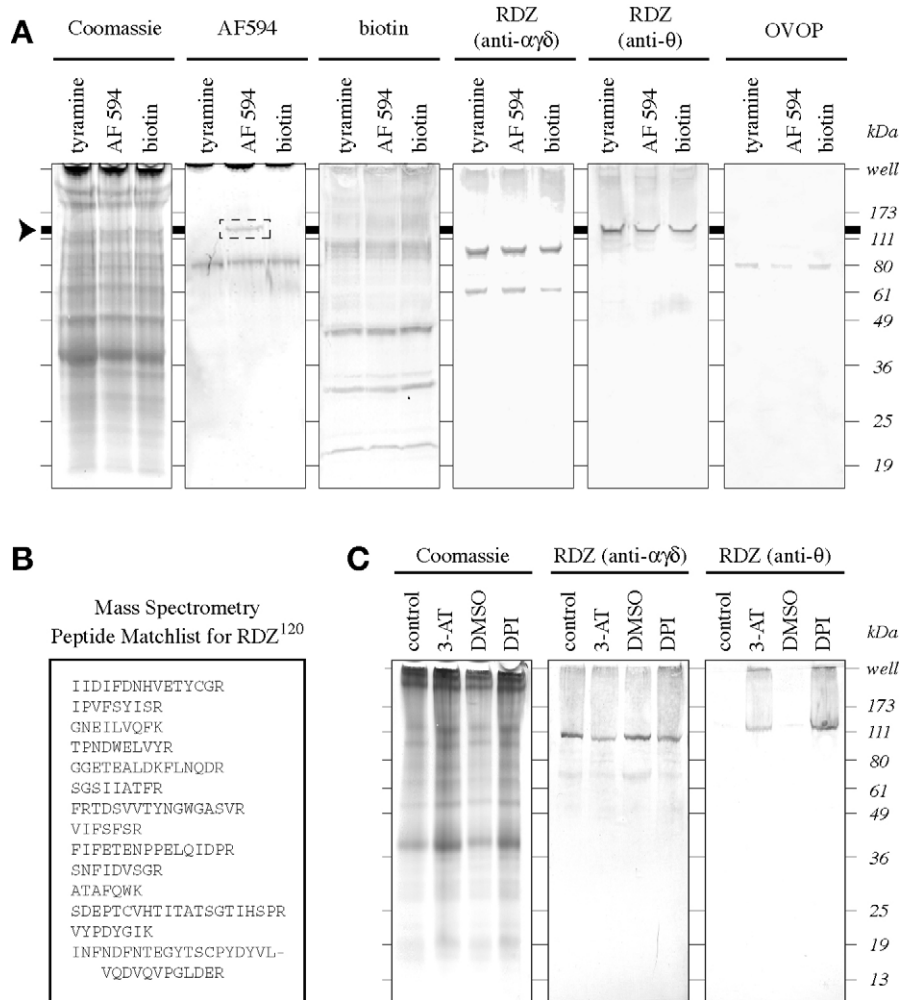 A
Coomassie
AF594
biotin
RDZ
(anti-αγδ)
RDZ
(anti-θ)
OVOP
tyramine
AF 594
biotin
tyramine
AF 594
biotin
tyramine
AF 594
biotin
tyramine
AF 594
biotin
tyramine
AF 594
biotin
tyramine
AF 594
biotin
kDa
well
173
111
80
61
49
36
25
19
B
Mass Spectrometry
Peptide Matchlist for RDZ¹²⁰
IIDIFDNHVETYCGR
IPVFSYISR
GNEILVQFK
TPNDWELVYR
GGETEALDKFLNQDR
SGSIIATFR
FRTDSVVTYNGWGASVR
VIFSFSR
FIFETENPPELQIDPR
SNFIDVSGR
ATAFQWK
SDEPTCVHTITATSGTIHSPR
VYPDYGIK
INFNDFNTEGYTSCPYDYVL-
VQDVQVPGLDER
C
Coomassie
RDZ (anti-αγδ)
RDZ (anti-θ)
control
3-AT
DMSO
DPI
control
3-AT
DMSO
DPI
control
3-AT
DMSO
DPI
kDa
well
173
111
80
61
49
36
25
19
13